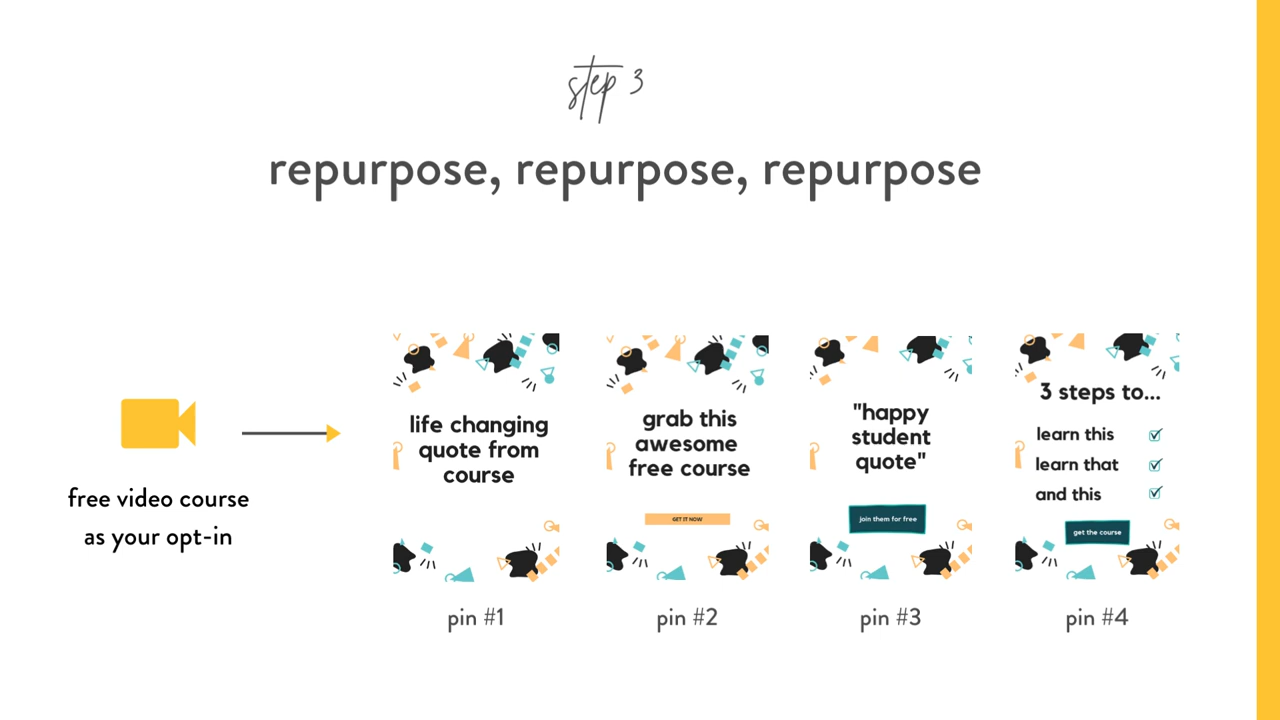 step 3
repurpose, repurpose, repurpose
free video course
as your opt-in
life changing
quote from
course
pin #1
grab this
awesome
free course
GET IT NOW
pin #2
"happy
student
quote"
join them for free
pin #3
3 steps to...
learn this
learn that
and this
get the course
pin #4